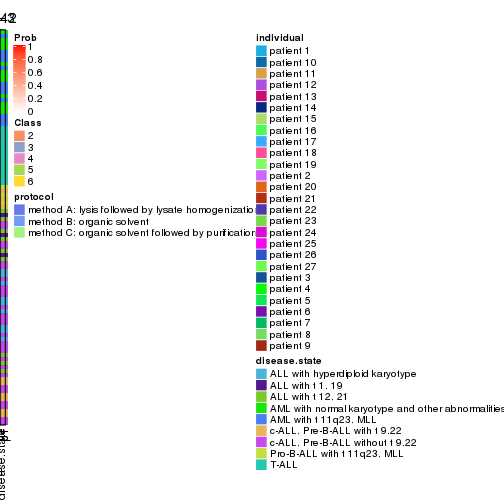 Prob
1
0.8
0.6
0.4
0.2
0
Class
2
3
4
5
6
protocol
method A: lysis followed by lysate homogenizatio
method B: organic solvent
method C: organic solvent followed by purification
individual
patient 1
patient 10
patient 11
patient 12
patient 13
patient 14
patient 15
patient 16
patient 17
patient 18
patient 19
patient 2
patient 20
patient 21
patient 22
patient 23
patient 24
patient 25
patient 26
patient 27
patient 3
patient 4
patient 5
patient 6
patient 7
patient 8
patient 9
disease.state
ALL with hyperdiploid karyotype
ALL with t1. 19
ALL with t12. 21
AML with normal karyotype and other abnormalities
AML with t11q23. MLL
c-ALL. Pre-B-ALL with t9.22
c-ALL. Pre-B-ALL without t9.22
Pro-B-ALL with t11q23. MLL
T-ALL
disease.state